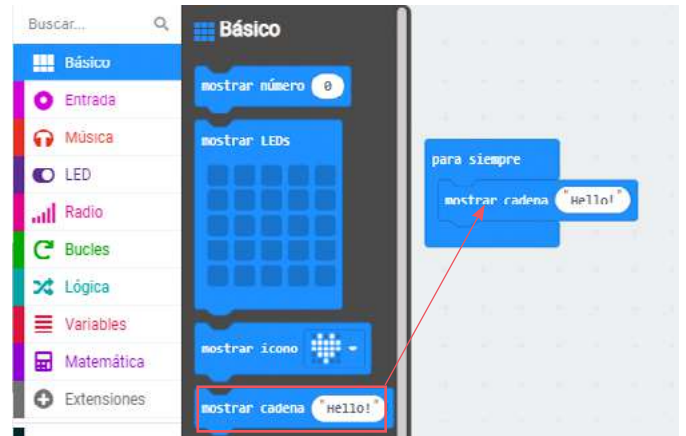 Buscar...
Básico
Entrada
Música
LED
Radio
Bucles
Lógica
Variables
Matemática
Extensiones
Básico
mostrar número 0
mostrar LEDs
mostrar icono
mostrar cadena "Hello!"
para siempre
mostrar cadena "Hello!"